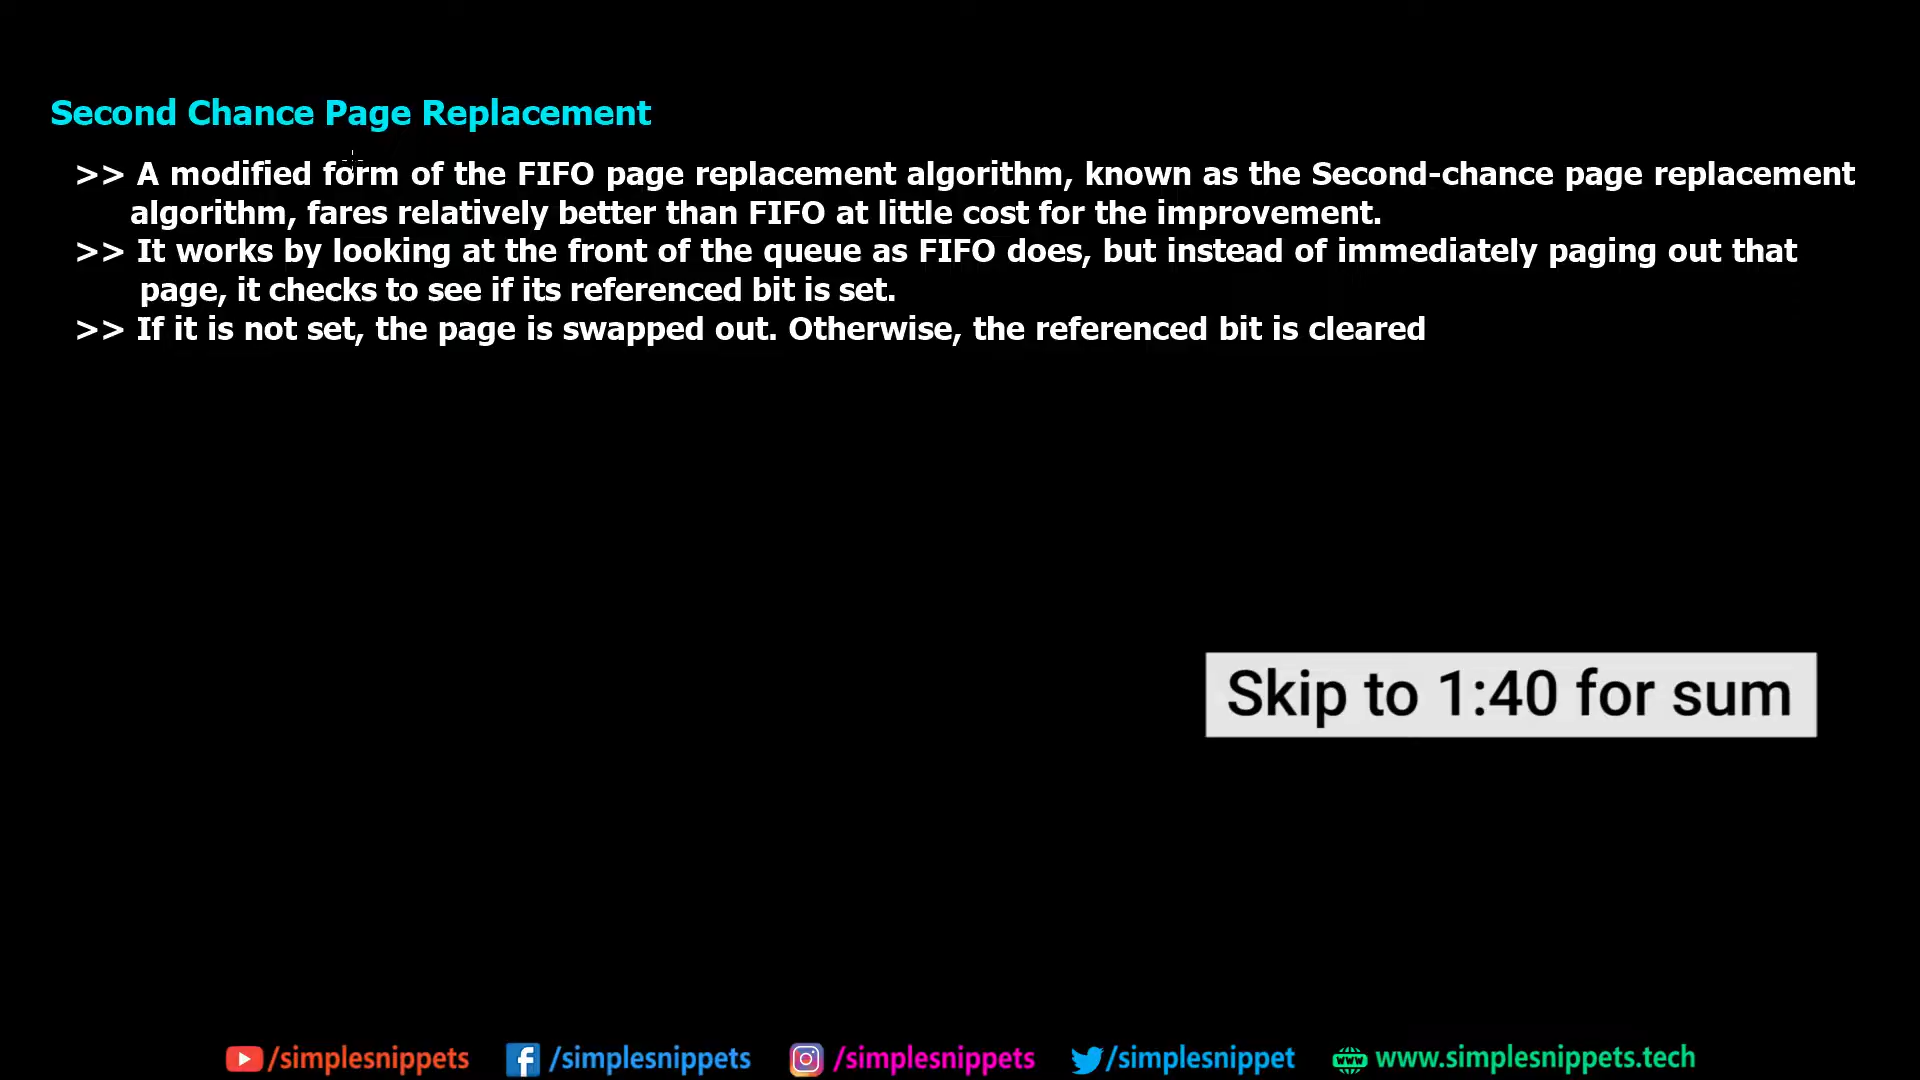 Second Chance Page Replacement
>> A modified form of the FIFO page replacement algorithm, known as the Second-chance page replacement
algorithm, fares relatively better than FIFO at little cost for the improvement.
>> It works by looking at the front of the queue as FIFO does, but instead of immediately paging out that
page, it checks to see if its referenced bit is set.
>> If it is not set, the page is swapped out. Otherwise, the referenced bit is cleared
Skip to 1:40 for sum
/simplesnippets /simplesnippets /simplesnippets /simplesnippet www.simplesnippets.tech